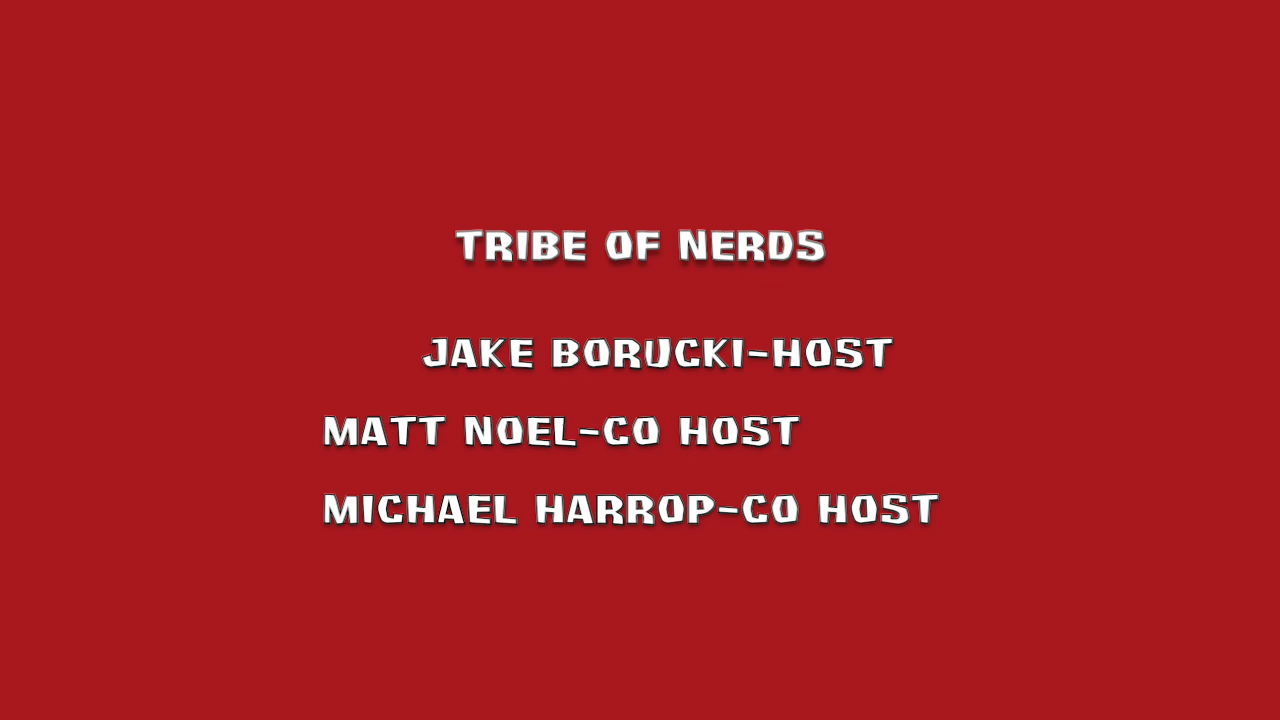 TRIBE OF NERDS
JAKE BORUCKI-HOST
MATT NOEL-CO HOST
MICHAEL HARROP-CO HOST